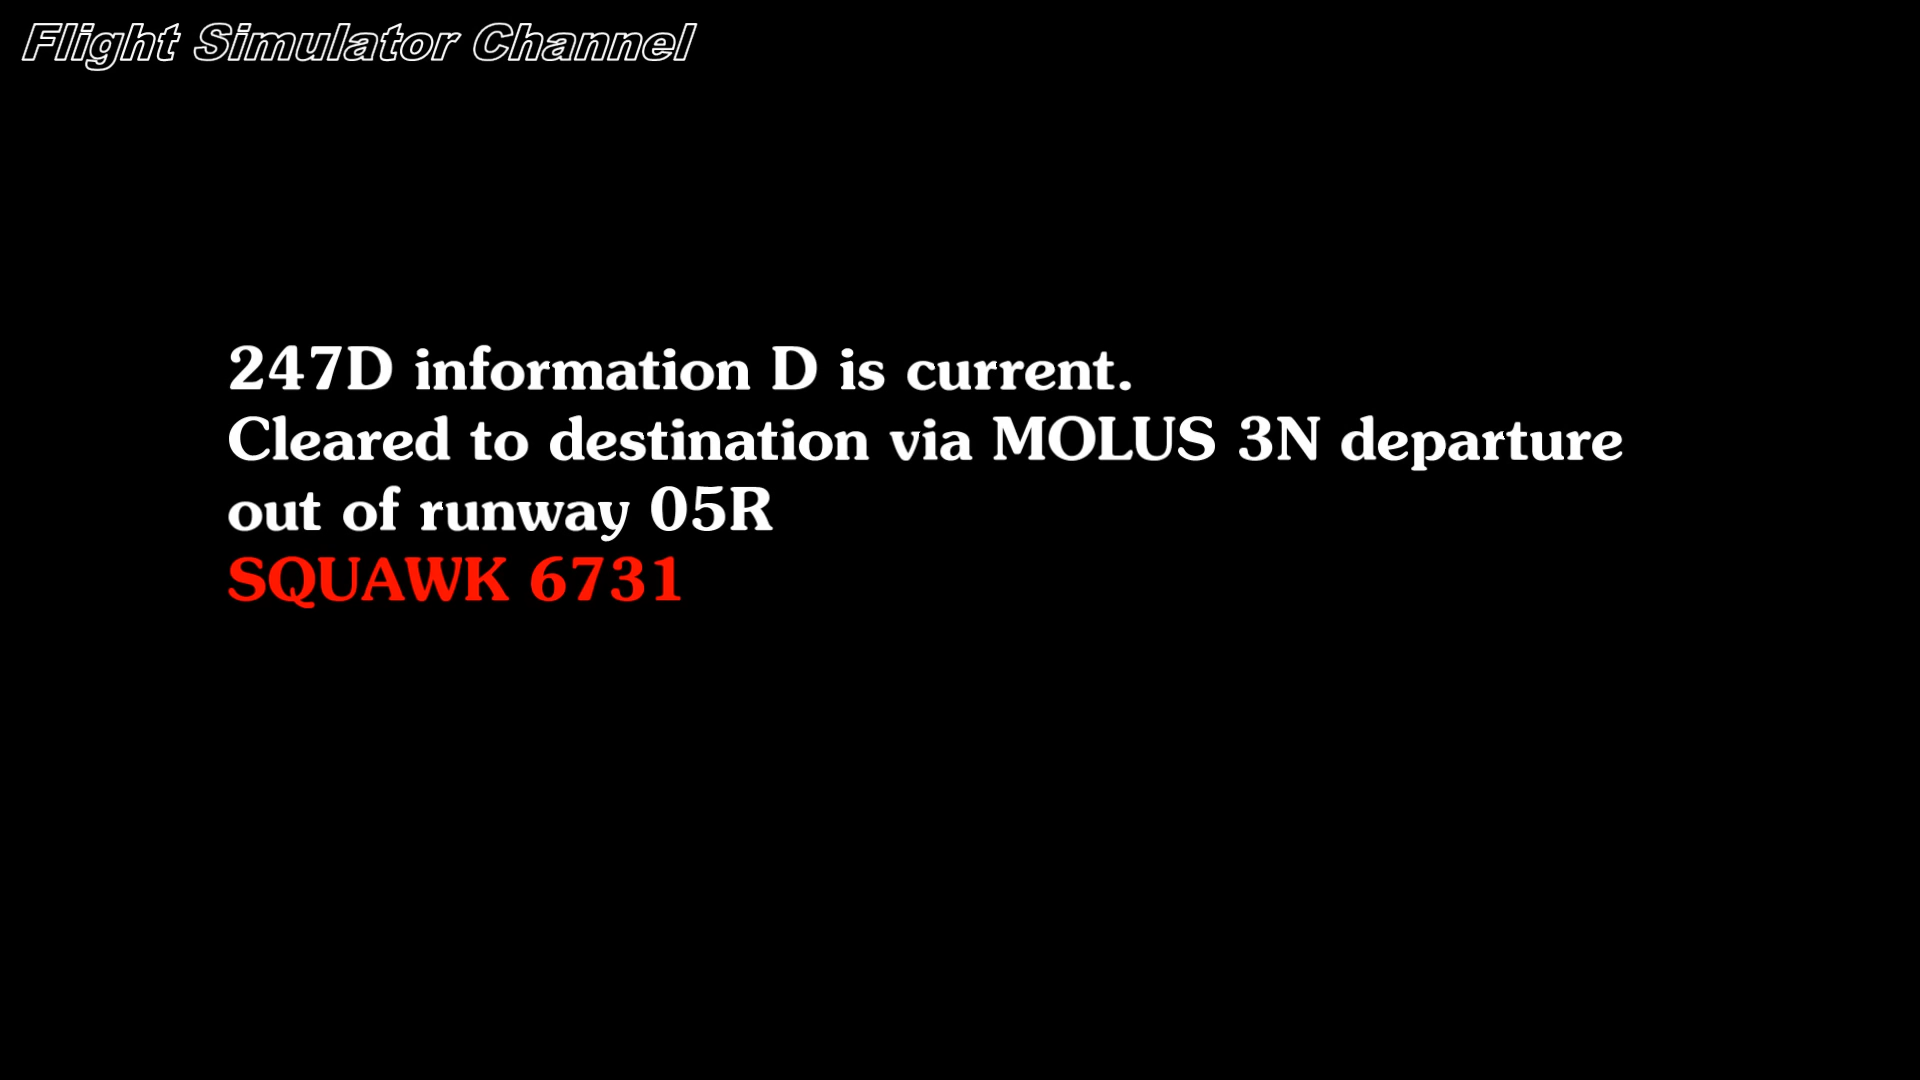 Flight Simulator Channel
247D information D is current.
Cleared to destination via MOLUS 3N departure
out of runway 05R
SQUAWK 6731